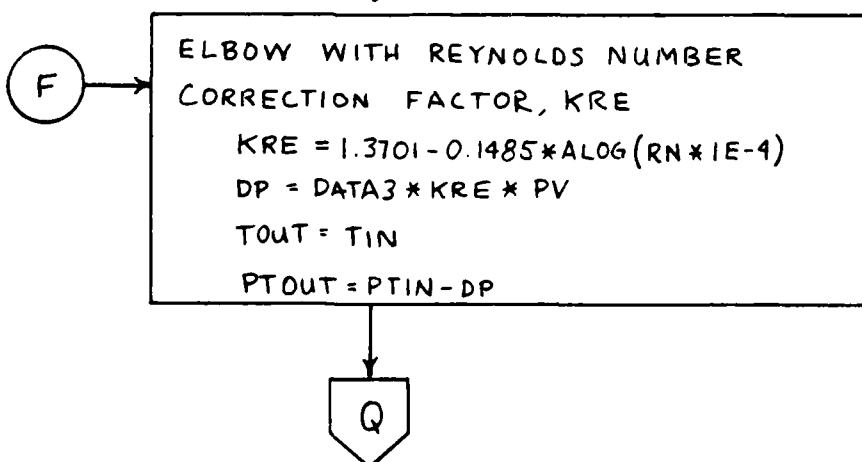 F
ELBOW WITH REYNOLDS NUMBER
CORRECTION FACTOR, KRE
KRE = 1.3701-0.1485*ALOG(RN*1E-4)
DP = DATA3 * KRE * PV
TOUT = TIN
PTOUT = PTIN-DP
Q